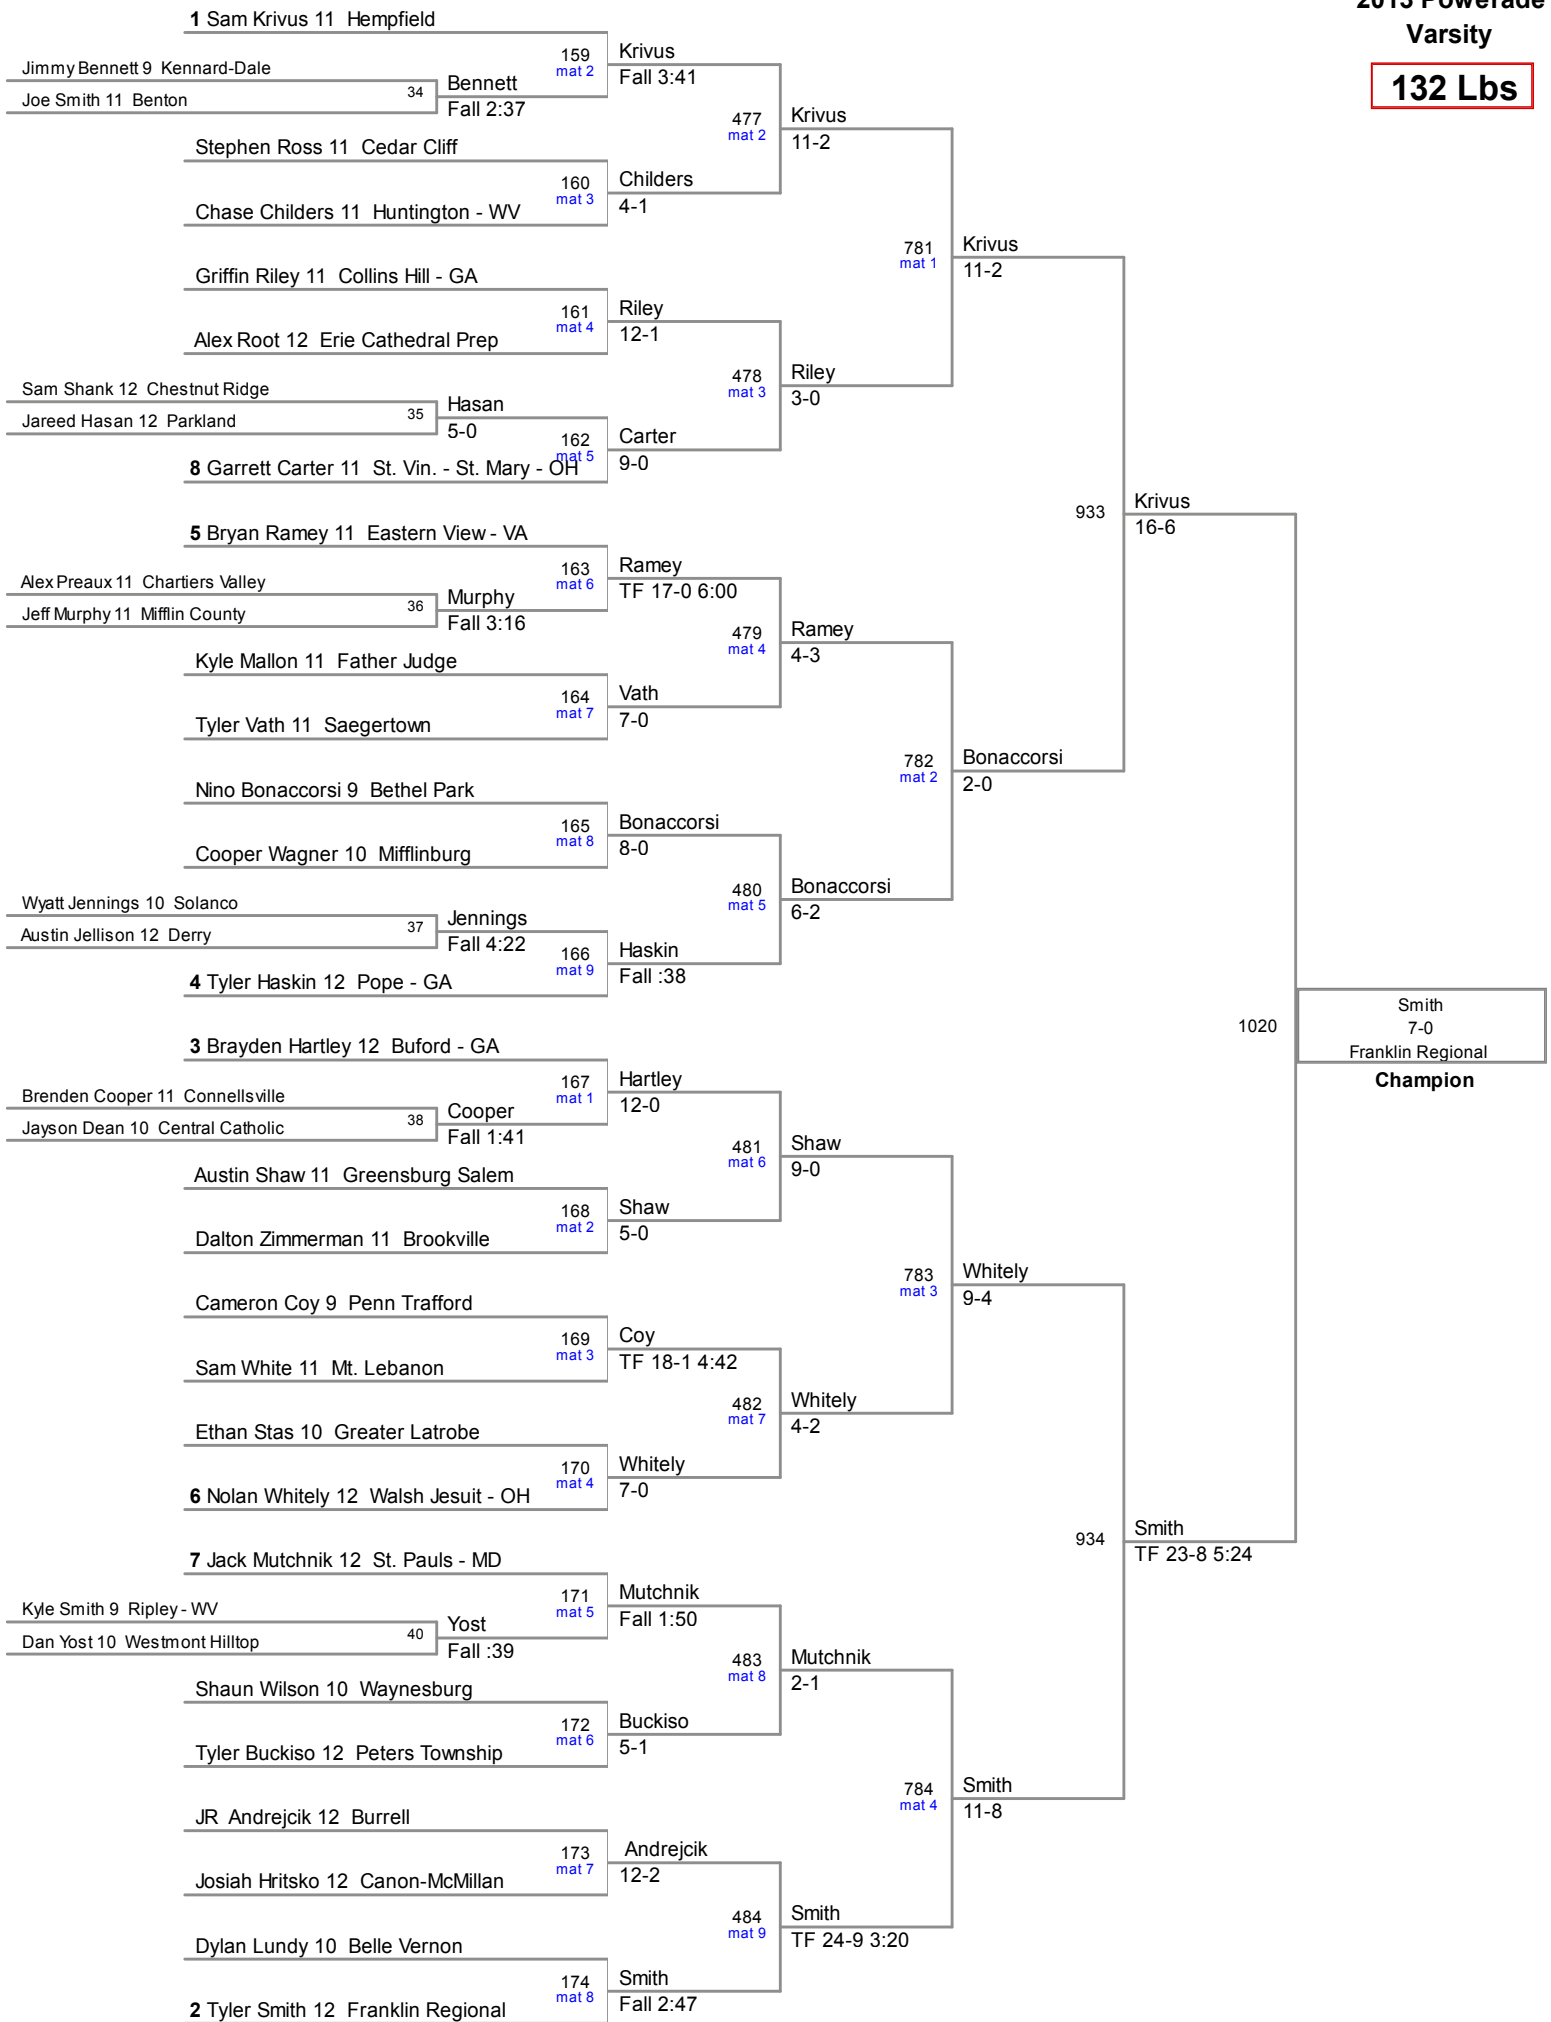 2013 Powerade
Varsity
132 Lbs
1 Sam Krivus 11 Hempfield
159
mat 2
Krivus
Fall 3:41
Jimmy Bennett 9 Kennard-Dale
34
Bennett
Fall 2:37
Joe Smith 11 Benton
477
mat 2
Krivus
11-2
Stephen Ross 11 Cedar Cliff
160
mat 3
Childers
4-1
Chase Childers 11 Huntington - WV
781
mat 1
Krivus
11-2
Griffin Riley 11 Collins Hill - GA
161
mat 4
Riley
12-1
Alex Root 12 Erie Cathedral Prep
478
mat 3
Riley
3-0
Sam Shank 12 Chestnut Ridge
35
Hasan
5-0
Jareed Hasan 12 Parkland
162
mat 5
Carter
9-0
8 Garrett Carter 11 St. Vin. - St. Mary - OH
933
Krivus
16-6
5 Bryan Ramey 11 Eastern View - VA
163
mat 6
Ramey
TF 17-0 6:00
Alex Preaux 11 Chartiers Valley
36
Murphy
Fall 3:16
Jeff Murphy 11 Mifflin County
479
mat 4
Ramey
4-3
Kyle Mallon 11 Father Judge
164
mat 7
Vath
7-0
Tyler Vath 11 Saegertown
782
mat 2
Bonaccorsi
2-0
Nino Bonaccorsi 9 Bethel Park
165
mat 8
Bonaccorsi
8-0
Cooper Wagner 10 Mifflinburg
480
mat 5
Bonaccorsi
6-2
Wyatt Jennings 10 Solanco
37
Jennings
Fall 4:22
Austin Jellison 12 Derry
166
mat 9
Haskin
Fall :38
4 Tyler Haskin 12 Pope - GA
1020
Smith
7-0
Franklin Regional
Champion
3 Brayden Hartley 12 Buford - GA
167
mat 1
Hartley
12-0
Brenden Cooper 11 Connellsville
38
Cooper
Fall 1:41
Jayson Dean 10 Central Catholic
481
mat 6
Shaw
9-0
Austin Shaw 11 Greensburg Salem
168
mat 2
Shaw
5-0
Dalton Zimmerman 11 Brookville
783
mat 3
Whitely
9-4
Cameron Coy 9 Penn Trafford
169
mat 3
Coy
TF 18-1 4:42
Sam White 11 Mt. Lebanon
482
mat 7
Whitely
4-2
Ethan Stas 10 Greater Latrobe
170
mat 4
Whitely
7-0
6 Nolan Whitely 12 Walsh Jesuit - OH
934
Smith
TF 23-8 5:24
7 Jack Mutchnik 12 St. Pauls - MD
171
mat 5
Mutchnik
Fall 1:50
Kyle Smith 9 Ripley - WV
40
Yost
Fall :39
Dan Yost 10 Westmont Hilltop
483
mat 8
Mutchnik
2-1
Shaun Wilson 10 Waynesburg
172
mat 6
Buckiso
5-1
Tyler Buckiso 12 Peters Township
784
mat 4
Smith
11-8
JR Andrejcik 12 Burrell
173
mat 7
Andrejcik
12-2
Josiah Hritsko 12 Canon-McMillan
484
mat 9
Smith
TF 24-9 3:20
Dylan Lundy 10 Belle Vernon
174
mat 8
Smith
Fall 2:47
2 Tyler Smith 12 Franklin Regional